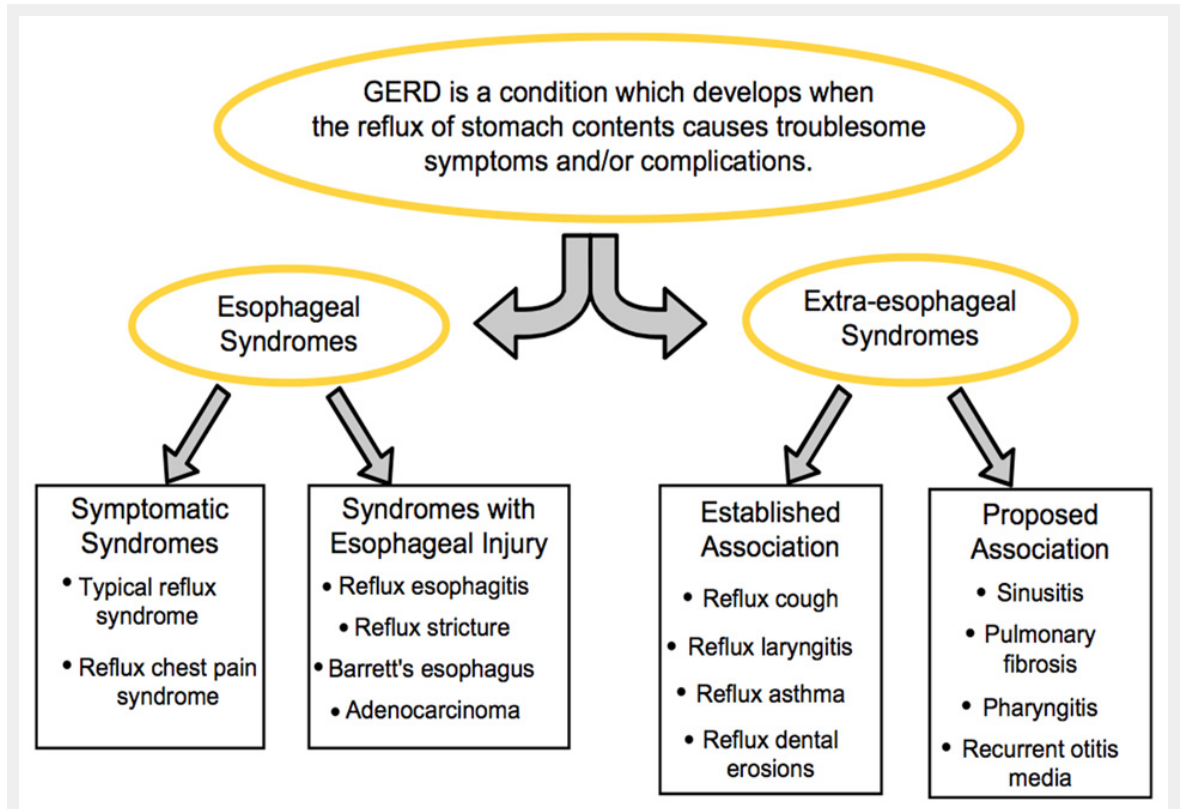 GERD is a condition which develops when
the reflux of stomach contents causes troublesome
symptoms and/or complications.
Esophageal
Syndromes
Extra-esophageal
Syndromes
Symptomatic
Syndromes
• Typical reflux
syndrome
• Reflux chest pain
syndrome
Syndromes with
Esophageal Injury
• Reflux esophagitis
• Reflux stricture
• Barrett's esophagus
• Adenocarcinoma
Established
Association
• Reflux cough
• Reflux laryngitis
• Reflux asthma
• Reflux dental
erosions
Proposed
Association
• Sinusitis
• Pulmonary
fibrosis
• Pharyngitis
• Recurrent otitis
media